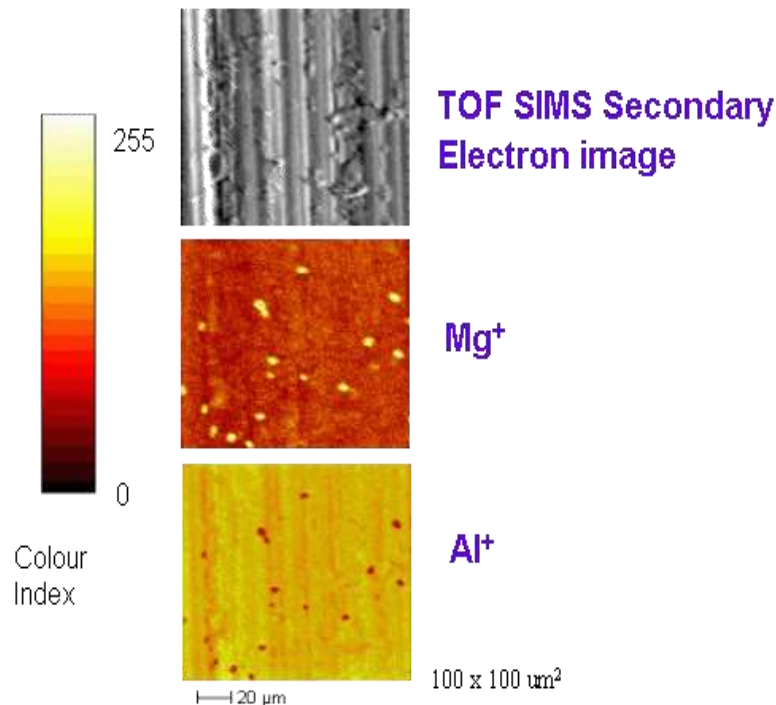 TOF SIMS Secondary
Electron image
255
Mg⁺
0
Al⁺
Colour
Index
100 x 100 um²
20 µm